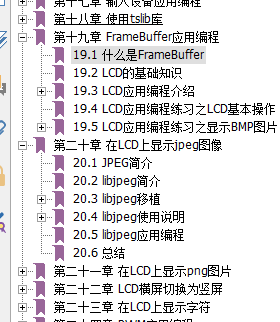 第十七章 输入设备应用编程
第十八章 使用tslib库
第十九章 FrameBuffer应用编程
19.1 什么是FrameBuffer
19.2 LCD的基础知识
19.3 LCD应用编程介绍
19.4 LCD应用编程练习之LCD基本操作
19.5 LCD应用编程练习之显示BMP图片
第二十章 在LCD上显示jpeg图像
20.1 JPEG简介
20.2 libjpeg简介
20.3 libjpeg移植
20.4 libjpeg使用说明
20.5 libjpeg应用编程
20.6 总结
第二十一章 在LCD上显示png图片
第二十二章 LCD横屏切换为竖屏
第二十三章 在LCD上显示字符
第二十四章 PWM应用编程